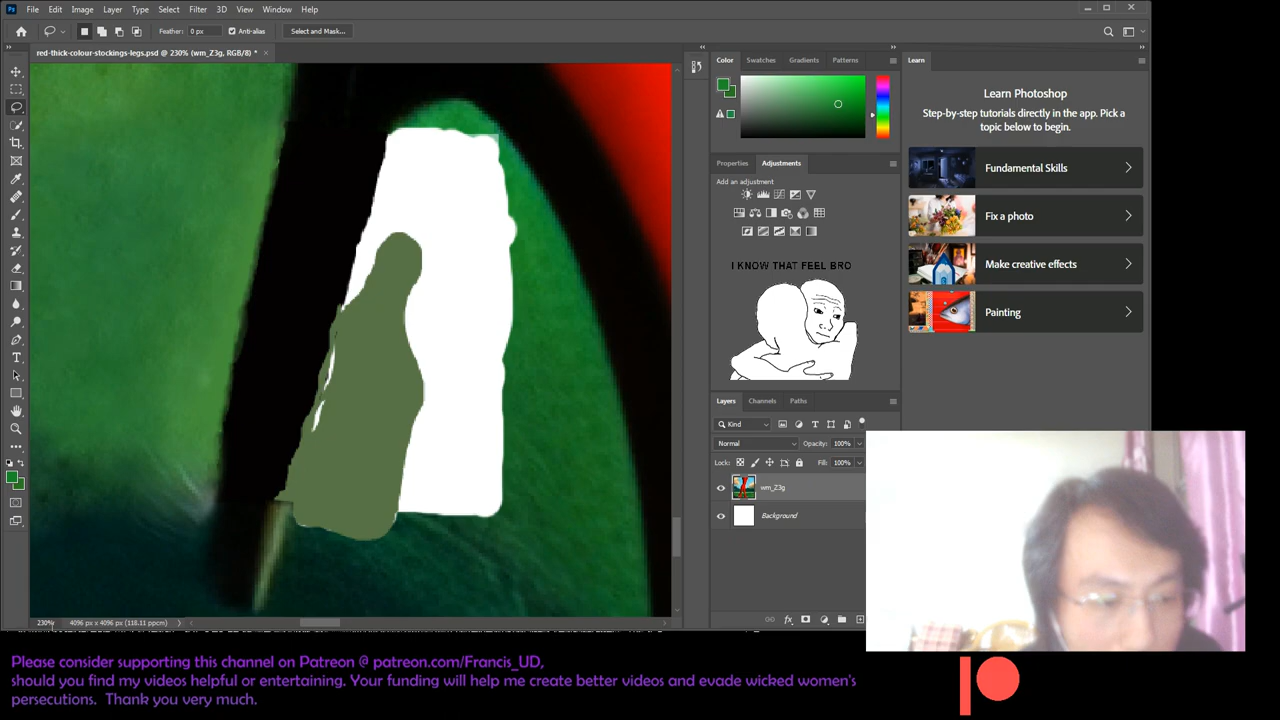 Ps File Edit Image Layer Type Select Filter 3D View Window Help
Feather: 0 px Anti-alias Select and Mask...
red-thick-colour-stockings-legs.psd @ 230% (wm_Z3g, RGB/8) *
Color Swatches Gradients Patterns
Learn
Learn Photoshop
Step-by-step tutorials directly in the app. Pick a
topic below to begin.
Fundamental Skills
Fix a photo
Make creative effects
Painting
Properties Adjustments
Add an adjustment
I KNOW THAT FEEL BRO
Layers Channels Paths
Kind
Normal Opacity: 100%
Lock: Fill: 100%
wm_Z3g
Background
fx
230% 4096 px x 4096 px (118.11 ppcm)
Please consider supporting this channel on Patreon @ patreon.com/Francis_UD,
should you find my videos helpful or entertaining. Your funding will help me create better videos and evade wicked women's
persecutions. Thank you very much.